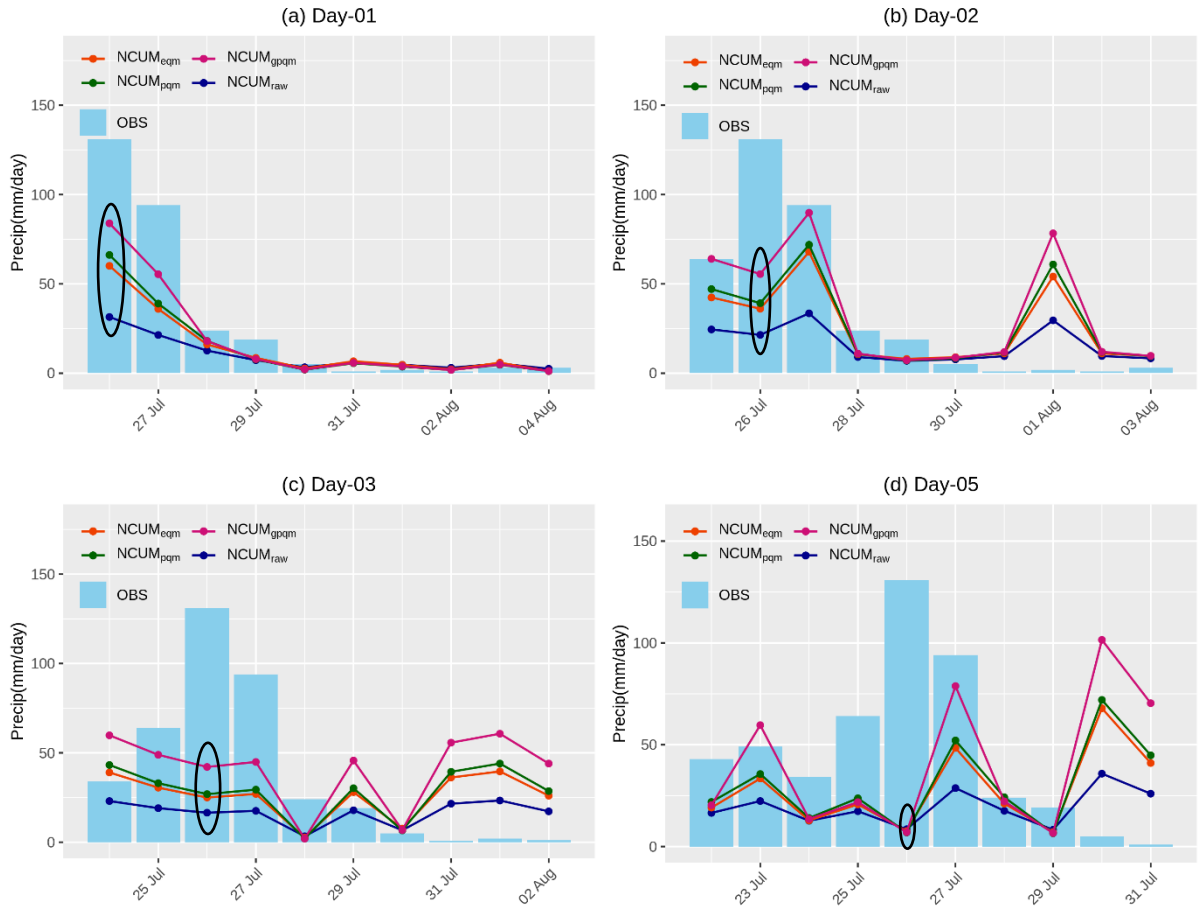 (a) Day-01
Precip(mm/day)
150
100
50
0
NCUMeqm NCUMgpqm
NCUMpqm NCUMraw
OBS
27 Jul 29 Jul 31 Jul 02 Aug 04 Aug
(b) Day-02
Precip(mm/day)
150
100
50
0
NCUMeqm NCUMgpqm
NCUMpqm NCUMraw
OBS
26 Jul 28 Jul 30 Jul 01 Aug 03 Aug
(c) Day-03
Precip(mm/day)
150
100
50
0
NCUMeqm NCUMgpqm
NCUMpqm NCUMraw
OBS
25 Jul 27 Jul 29 Jul 31 Jul 02 Aug
(d) Day-05
Precip(mm/day)
150
100
50
0
NCUMeqm NCUMgpqm
NCUMpqm NCUMraw
OBS
23 Jul 25 Jul 27 Jul 29 Jul 31 Jul